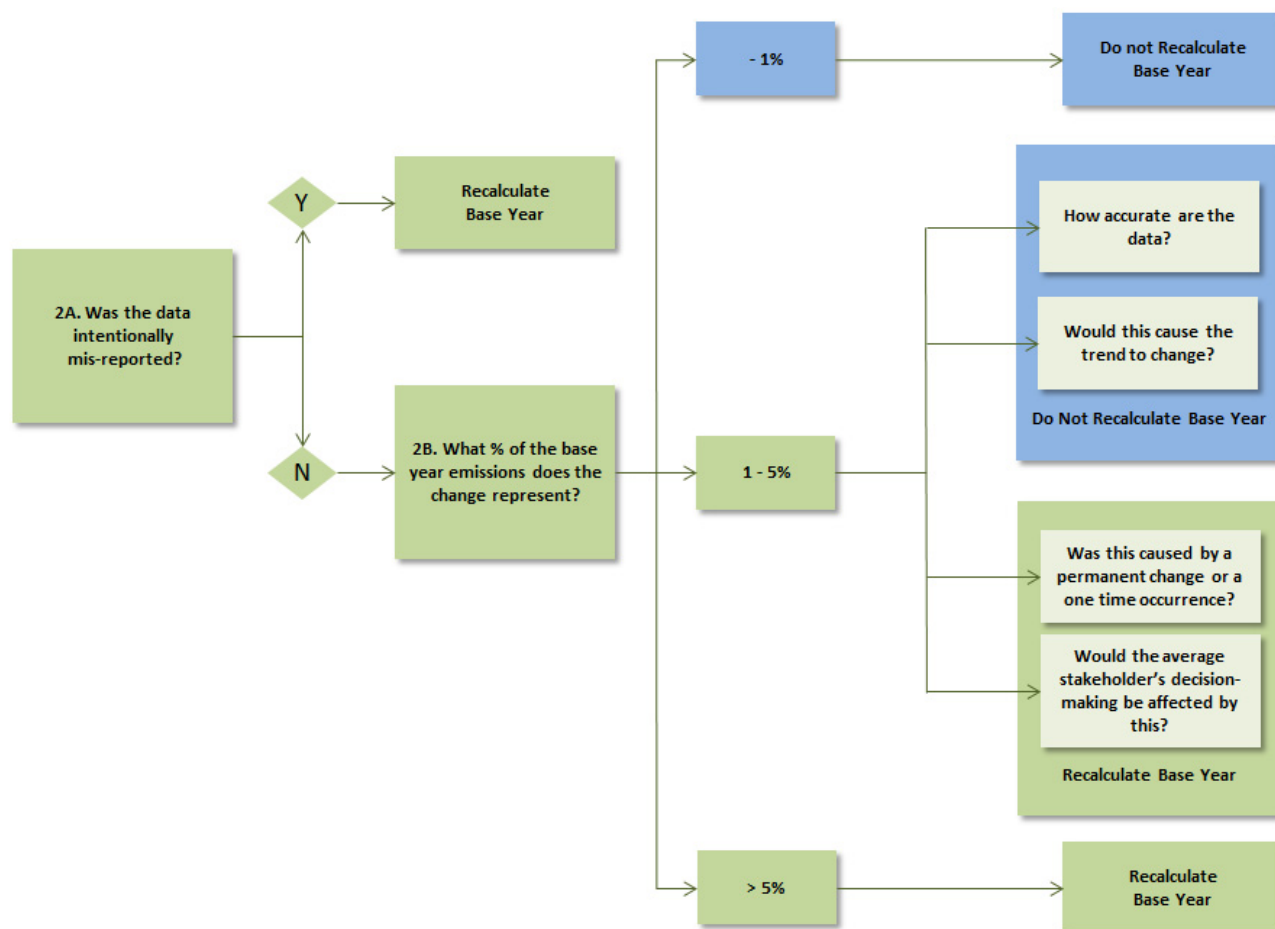 2A. Was the data
intentionally
mis-reported?
Y
Recalculate
Base Year
N
2B. What % of the base
year emissions does the
change represent?
- 1%
Do not Recalculate
Base Year
1 - 5%
How accurate are the
data?
Would this cause the
trend to change?
Do Not Recalculate Base Year
Was this caused by a
permanent change or a
one time occurrence?
Would the average
stakeholder's decision-
making be affected by
this?
Recalculate Base Year
> 5%
Recalculate
Base Year